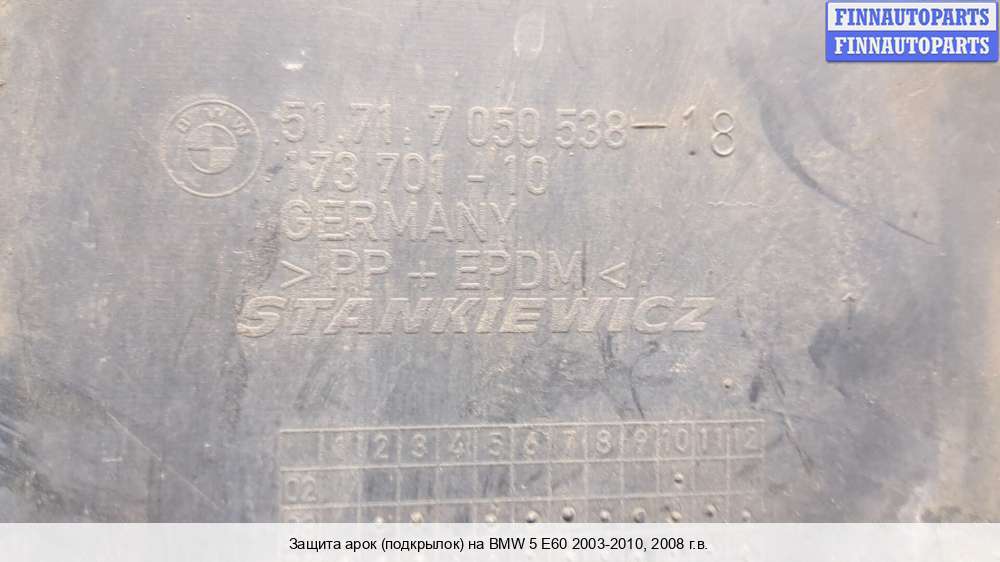 FINNAUTOPARTS
FINNAUTOPARTS
BMW
51.71.7 050 538-18
173 701-10
GERMANY
>PP + EPDM<
STANKIEWICZ
1 2 3 4 5 6 7 8 9 10 11 12
02
Защита арок (подкрылок) на BMW 5 E60 2003-2010, 2008 г.в.